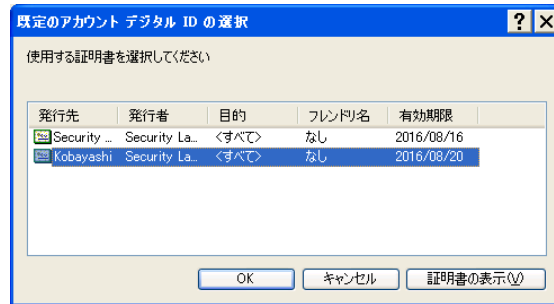 既定のアカウント デジタル ID の選択
使用する証明書を選択してください
発行先 発行者 目的 フレンドリ名 有効期限
Security ... Security La... <すべて> なし 2016/08/16
Kobayashi Security La... <すべて> なし 2016/08/20
OK キャンセル 証明書の表示(V)